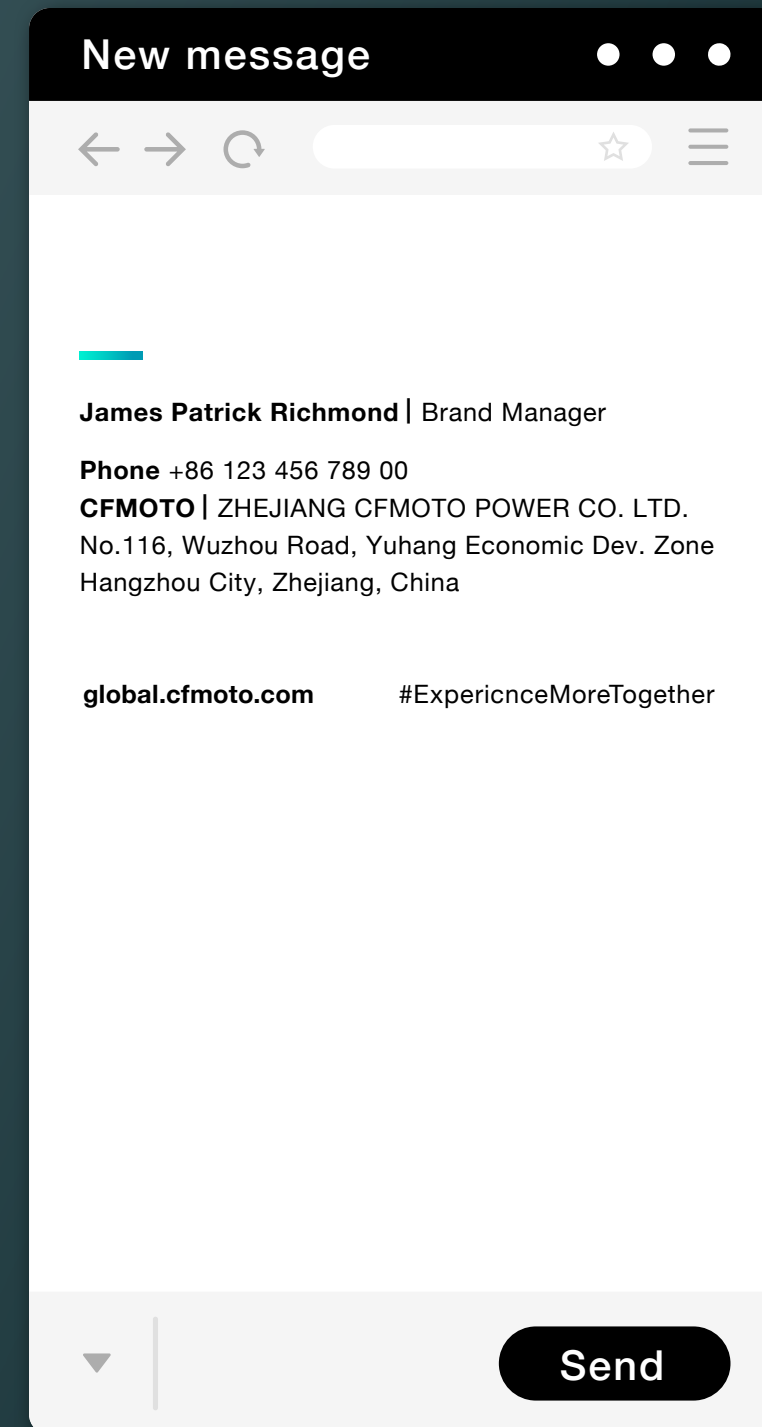 New message
James Patrick Richmond | Brand Manager
Phone +86 123 456 789 00
CFMOTO | ZHEJIANG CFMOTO POWER CO. LTD.
No.116, Wuzhou Road, Yuhang Economic Dev. Zone
Hangzhou City, Zhejiang, China
global.cfmoto.com #ExpericnceMoreTogether
Send